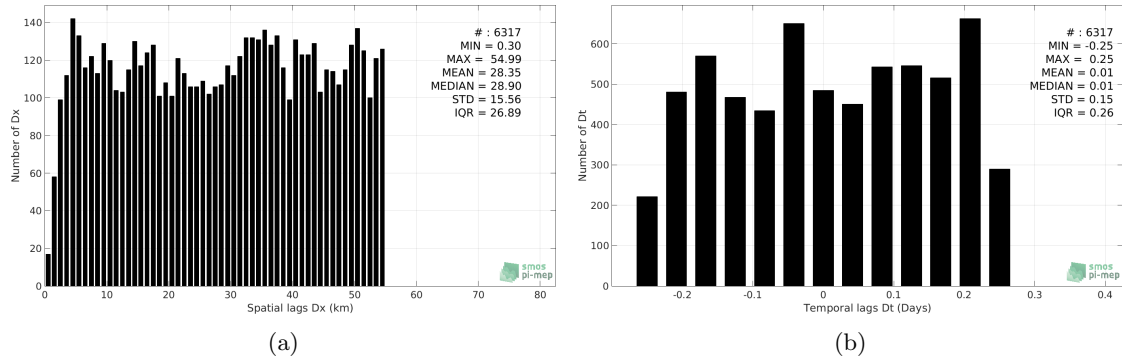 140
120
100
80
60
40
20
0
Number of Dx
# : 6317
MIN = 0.30
MAX = 54.99
MEAN = 28.35
MEDIAN = 28.90
STD = 15.56
IQR = 26.89
smos
pi-mep
0 10 20 30 40 50 60 70 80
Spatial lags Dx (km)
(a)
600
500
400
300
200
100
0
Number of Dt
# : 6317
MIN = -0.25
MAX = 0.25
MEAN = 0.01
MEDIAN = 0.01
STD = 0.15
IQR = 0.26
smos
pi-mep
-0.2 -0.1 0 0.1 0.2 0.3 0.4
Temporal lags Dt (Days)
(b)